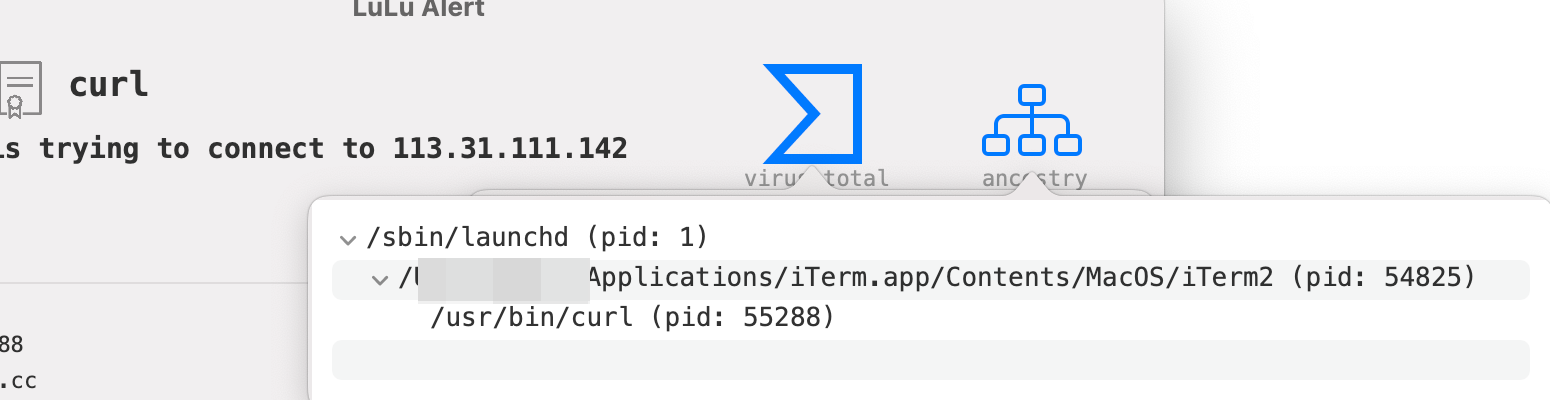 LuLu Alert
curl
is trying to connect to 113.31.111.142
virus total
ancestry
/sbin/launchd (pid: 1)
Applications/iTerm.app/Contents/MacOS/iTerm2 (pid: 54825)
/usr/bin/curl (pid: 55288)
88
.cc